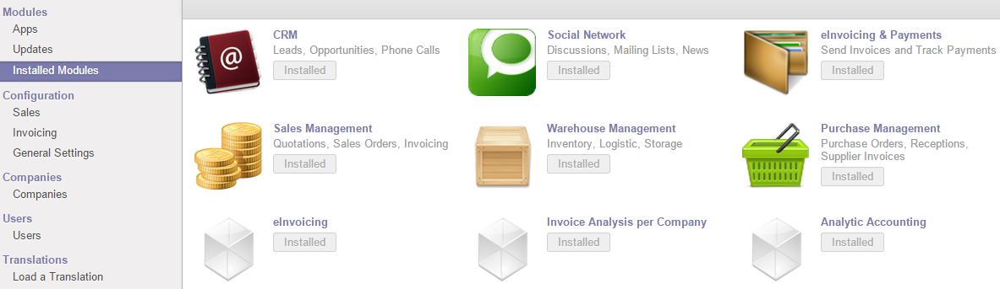 Modules
Apps
Updates
Installed Modules
Configuration
Sales
Invoicing
General Settings
Companies
Companies
Users
Users
Translations
Load a Translation
CRM
Leads, Opportunities, Phone Calls
Installed
Social Network
Discussions, Mailing Lists, News
Installed
eInvoicing & Payments
Send Invoices and Track Payments
Installed
Sales Management
Quotations, Sales Orders, Invoicing
Installed
Warehouse Management
Inventory, Logistic, Storage
Installed
Purchase Management
Purchase Orders, Receptions,
Supplier Invoices
Installed
eInvoicing
Installed
Invoice Analysis per Company
Installed
Analytic Accounting
Installed